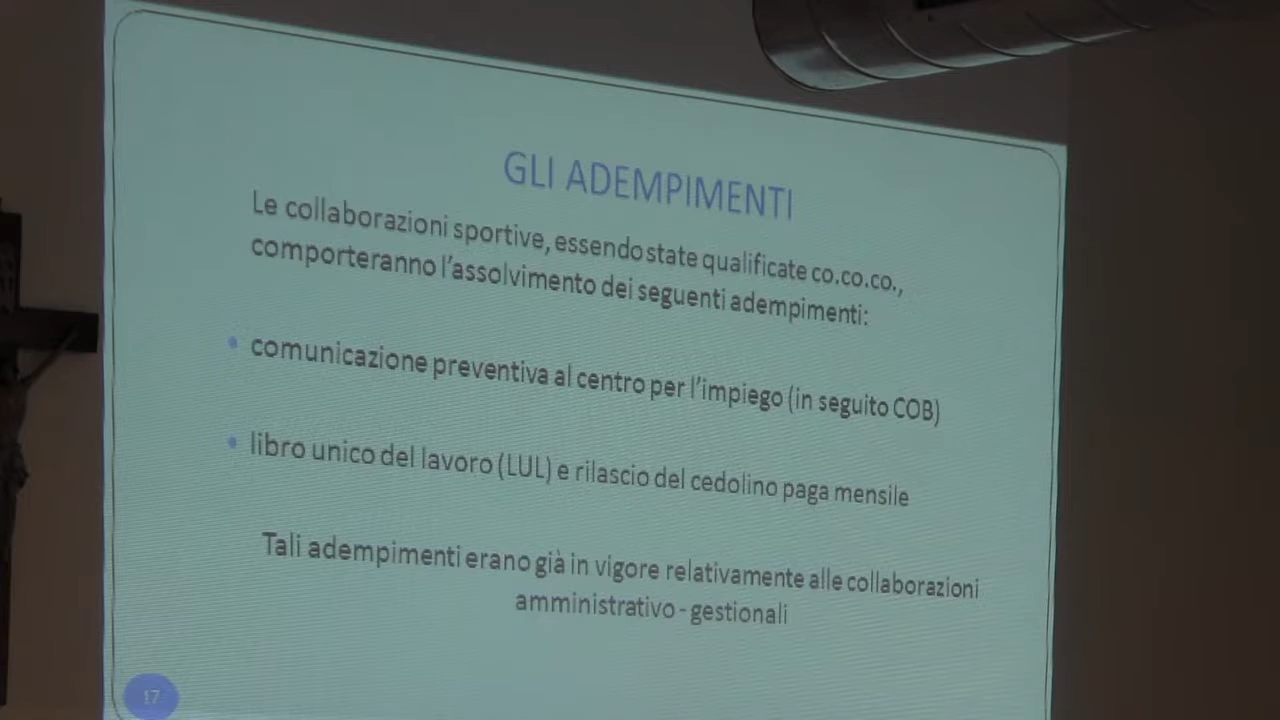 GLI ADEMPIMENTI
Le collaborazioni sportive, essendo state qualificate co.co.co.,
comporteranno l'assolvimento dei seguenti adempimenti:
• comunicazione preventiva al centro per l'impiego (in seguito COB)
• libro unico del lavoro (LUL) e rilascio del cedolino paga mensile
Tali adempimenti erano già in vigore relativamente alle collaborazioni
amministrativo - gestionali
17